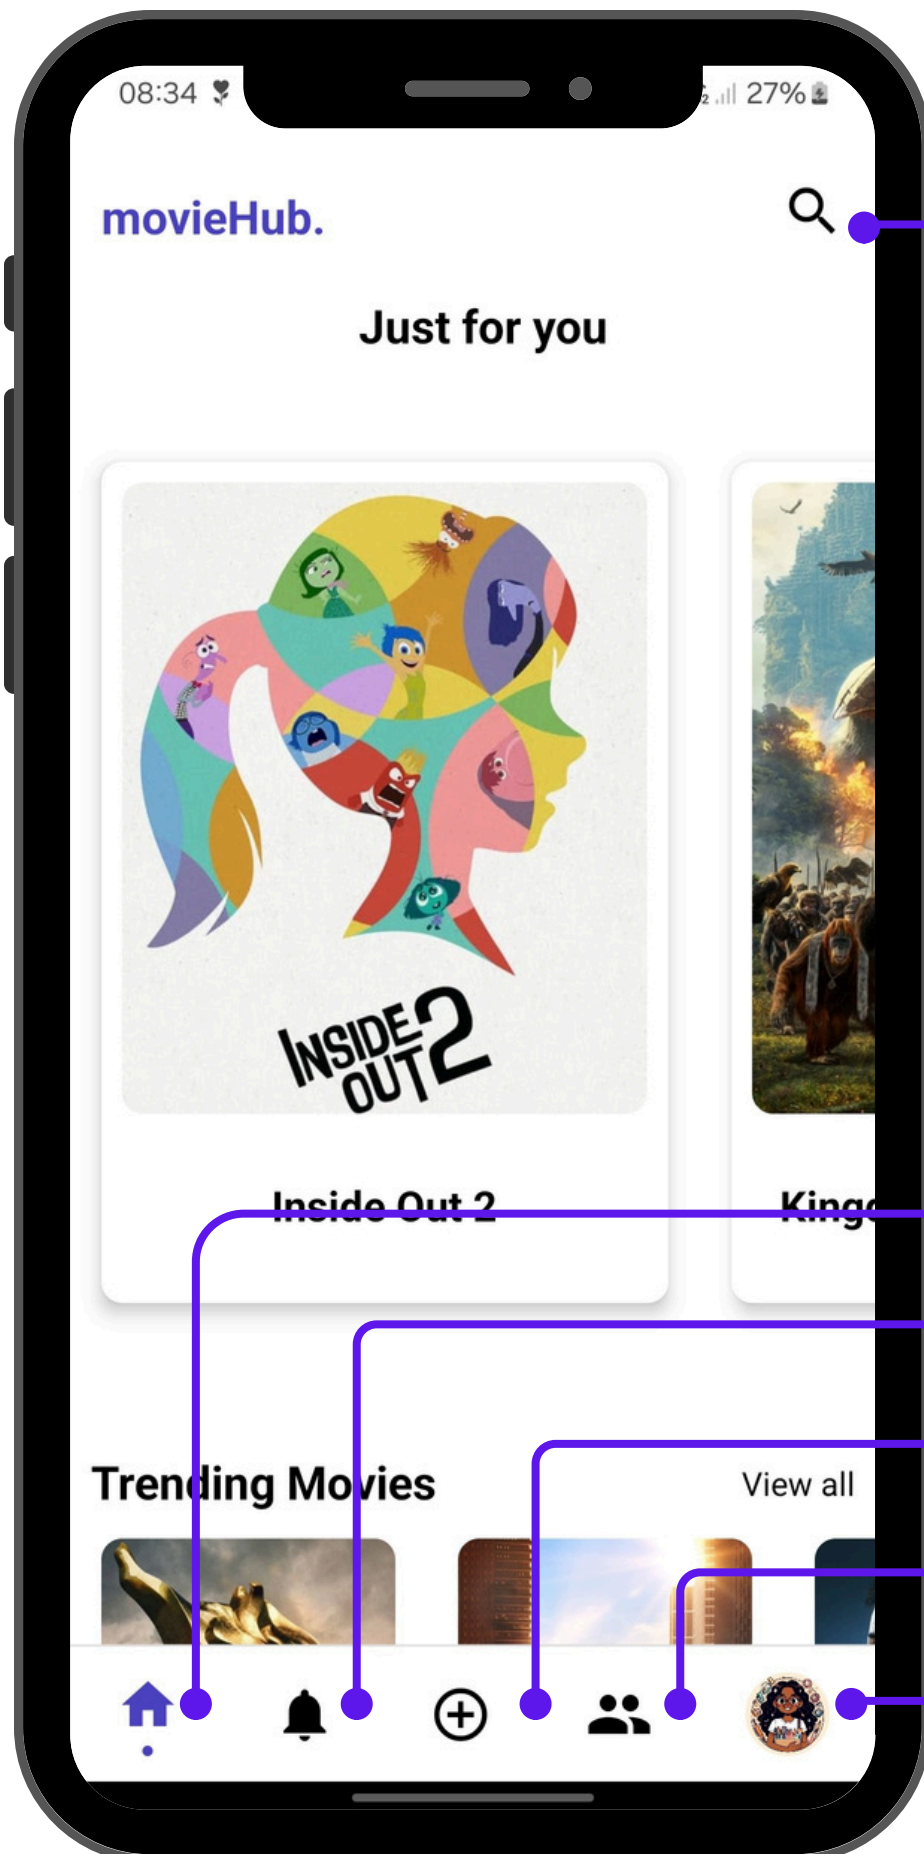 08:34
27%
movieHub.
Just for you
INSIDE
OUT 2
Inside Out 2
Trending Movies
View all